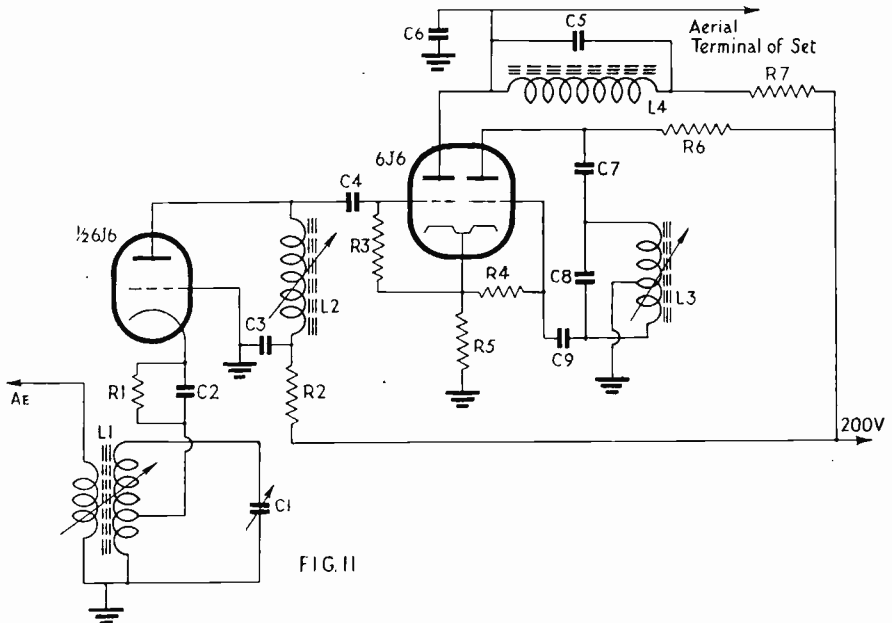 C6
C5
Aerial
Terminal of Set
R7
L4
6J6
R6
C4
C7
½6J6
R3
L2
C8
L3
R4
C3
R5
C9
R1
C2
R2
AE
200V
L1
C1
FIG.11